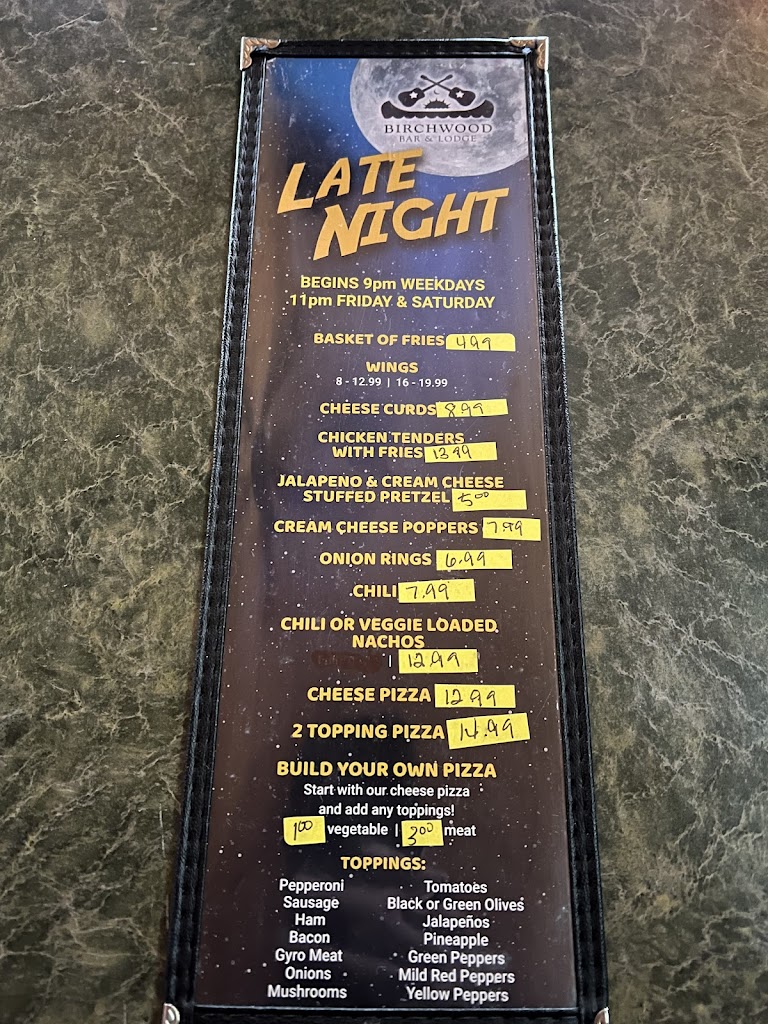 BIRCHWOOD
BAR & LODGE
LATE
NIGHT
BEGINS 9pm WEEKDAYS
11pm FRIDAY & SATURDAY
BASKET OF FRIES 4.99
WINGS
8 - 12.99 | 16 - 19.99
CHEESE CURDS 8.99
CHICKEN TENDERS
WITH FRIES 13.99
JALAPENO & CREAM CHEESE
STUFFED PRETZEL 5.00
CREAM CHEESE POPPERS 7.99
ONION RINGS 6.99
CHILI 7.99
CHILI OR VEGGIE LOADED
NACHOS
| 12.99
CHEESE PIZZA 12.99
2 TOPPING PIZZA 14.99
BUILD YOUR OWN PIZZA
Start with our cheese pizza
and add any toppings!
1.00 vegetable | 3.00 meat
TOPPINGS:
Pepperoni
Sausage
Ham
Bacon
Gyro Meat
Onions
Mushrooms
Tomatoes
Black or Green Olives
Jalapeños
Pineapple
Green Peppers
Mild Red Peppers
Yellow Peppers